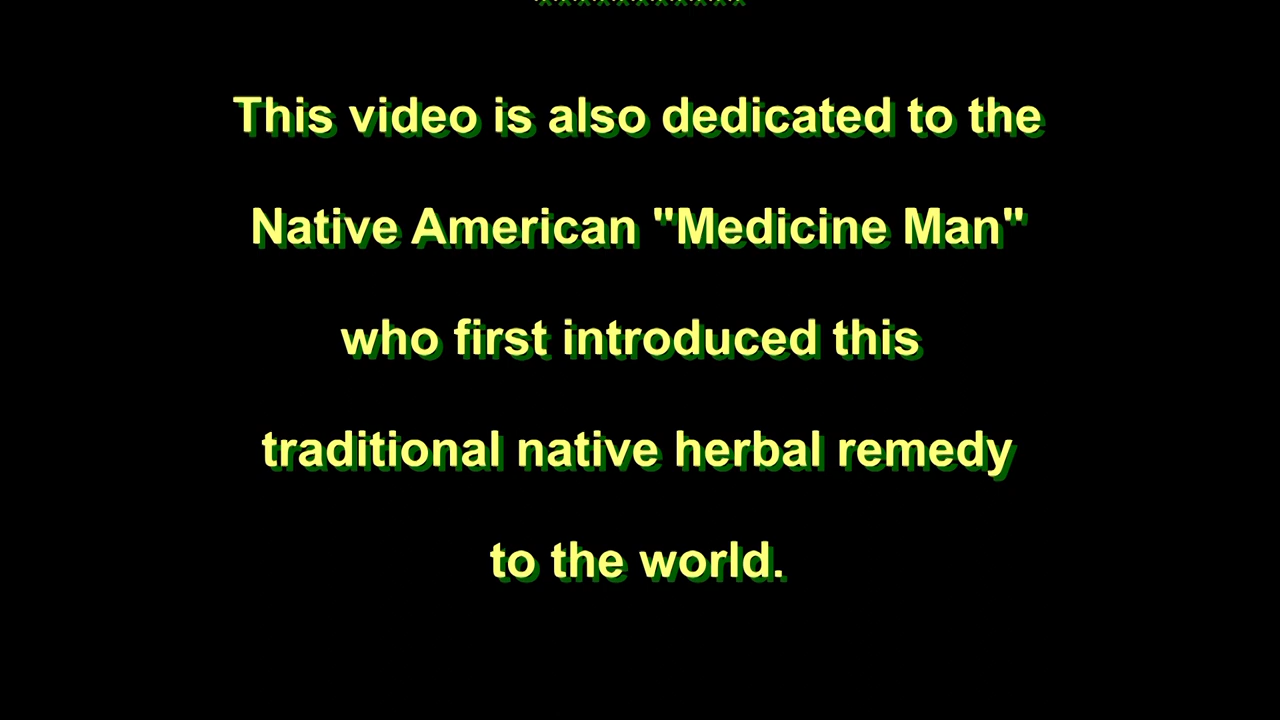 This video is also dedicated to the
Native American "Medicine Man"
who first introduced this
traditional native herbal remedy
to the world.